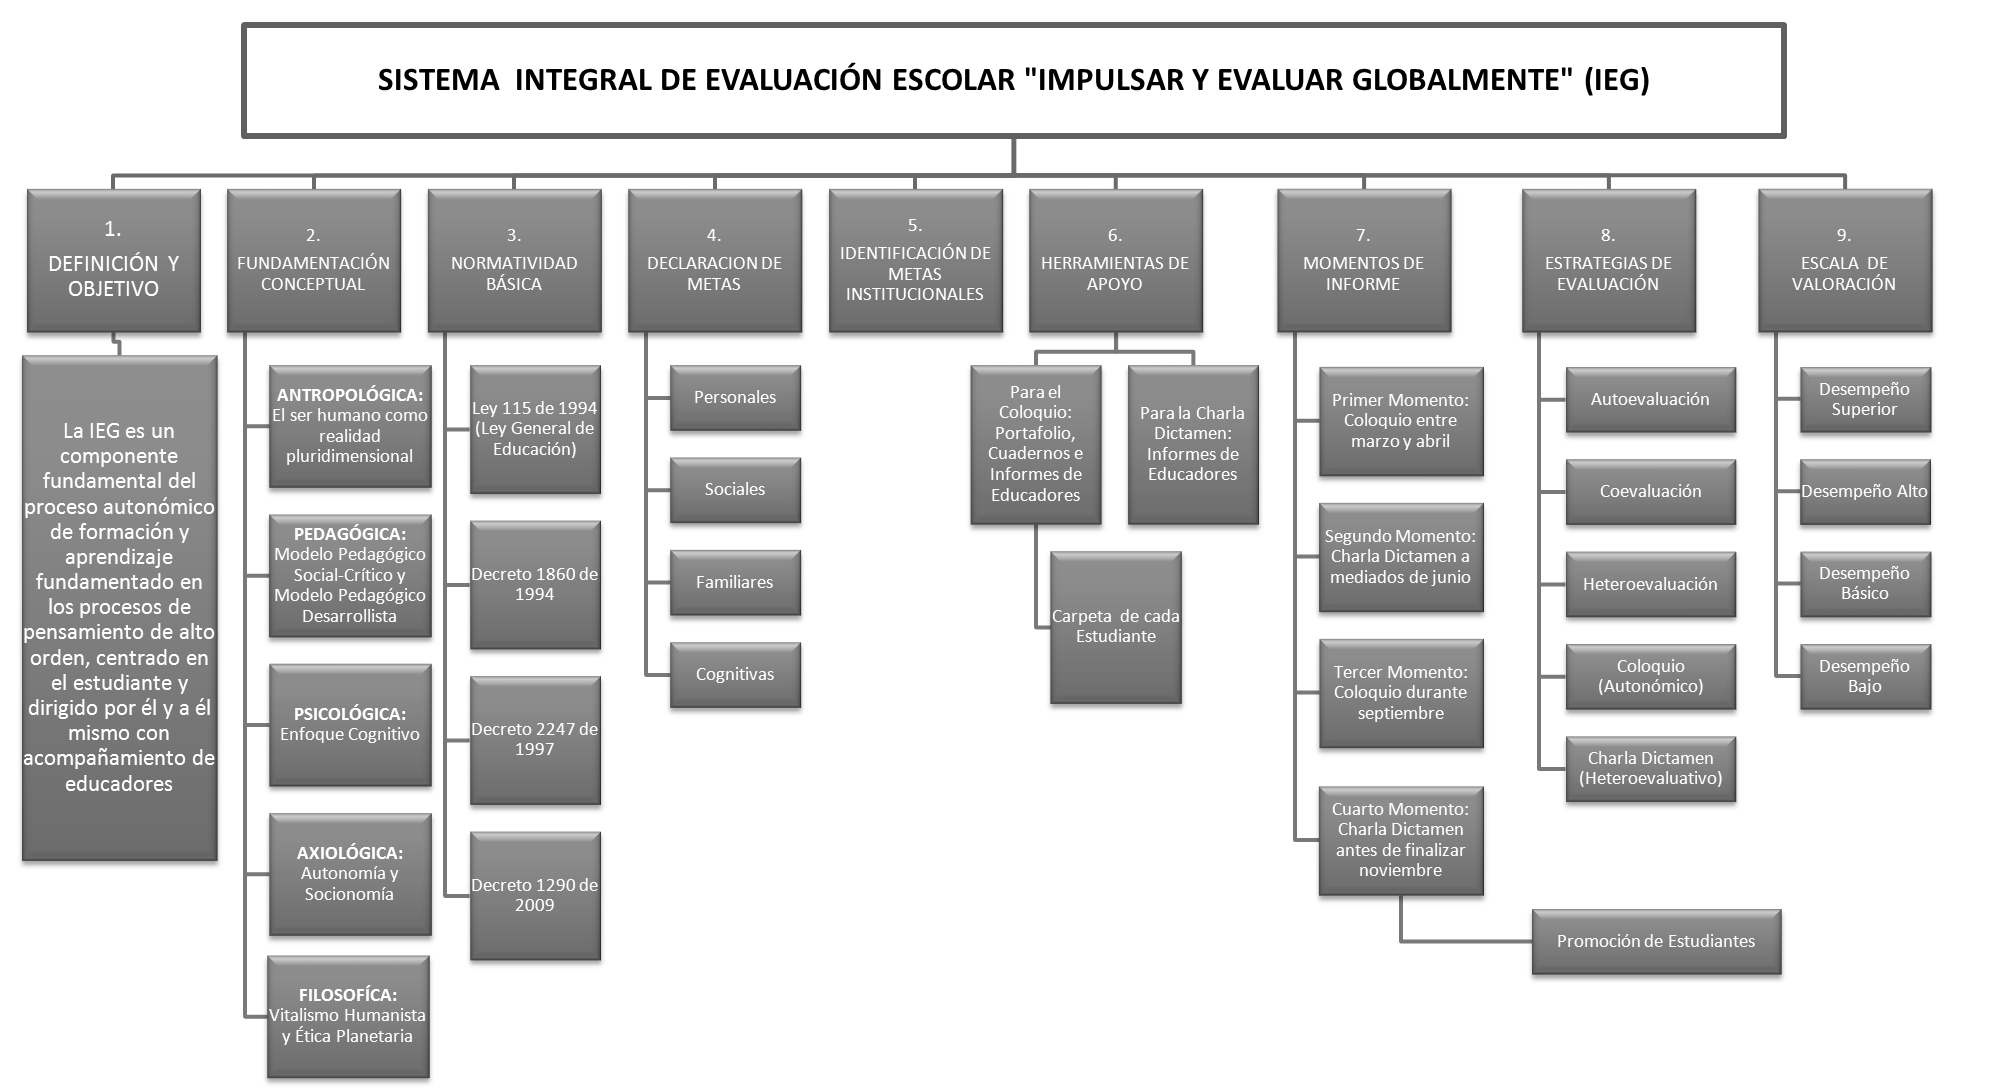 SISTEMA  INTEGRAL DE EVALUACIÓN ESCOLAR "IMPULSAR Y EVALUAR GLOBALMENTE" (IEG)
1.
DEFINICIÓN  Y
OBJETIVO
La IEG es un
componente
fundamental del
proceso autonómico
de formación y
aprendizaje
fundamentado en
los procesos de
pensamiento de alto
orden, centrado en
el estudiante y
dirigido por él y a él
mismo con
acompañamiento de
educadores
2.
FUNDAMENTACIÓN
CONCEPTUAL
ANTROPOLÓGICA:
El ser humano como
realidad
pluridimensional
PEDAGÓGICA:
Modelo Pedagógico
Social-Crítico y
Modelo Pedagógico
Desarrollista
PSICOLÓGICA:
Enfoque Cognitivo
AXIOLÓGICA:
Autonomía y
Socionomía
FILOSOFÍCA:
Vitalismo Humanista
y Ética Planetaria
3.
NORMATIVIDAD
BÁSICA
Ley 115 de 1994
(Ley General de
Educación)
Decreto 1860 de
1994
Decreto 2247 de
1997
Decreto 1290 de
2009
4.
DECLARACION DE
METAS
Personales
Sociales
Familiares
Cognitivas
5.
IDENTIFICACIÓN DE
METAS
INSTITUCIONALES
6.
HERRAMIENTAS DE
APOYO
Para el
Coloquio:
Portafolio,
Cuadernos e
Informes de
Educadores
Carpeta  de cada
Estudiante
Para la Charla
Dictamen:
Informes de
Educadores
7.
MOMENTOS DE
INFORME
Primer Momento:
Coloquio entre
marzo y abril
Segundo Momento:
Charla Dictamen a
mediados de junio
Tercer Momento:
Coloquio durante
septiembre
Cuarto Momento:
Charla Dictamen
antes de finalizar
noviembre
Promoción de Estudiantes
8.
ESTRATEGIAS DE
EVALUACIÓN
Autoevaluación
Coevaluación
Heteroevaluación
Coloquio
(Autonómico)
Charla Dictamen
(Heteroevaluativo)
9.
ESCALA  DE
VALORACIÓN
Desempeño
Superior
Desempeño Alto
Desempeño
Básico
Desempeño
Bajo